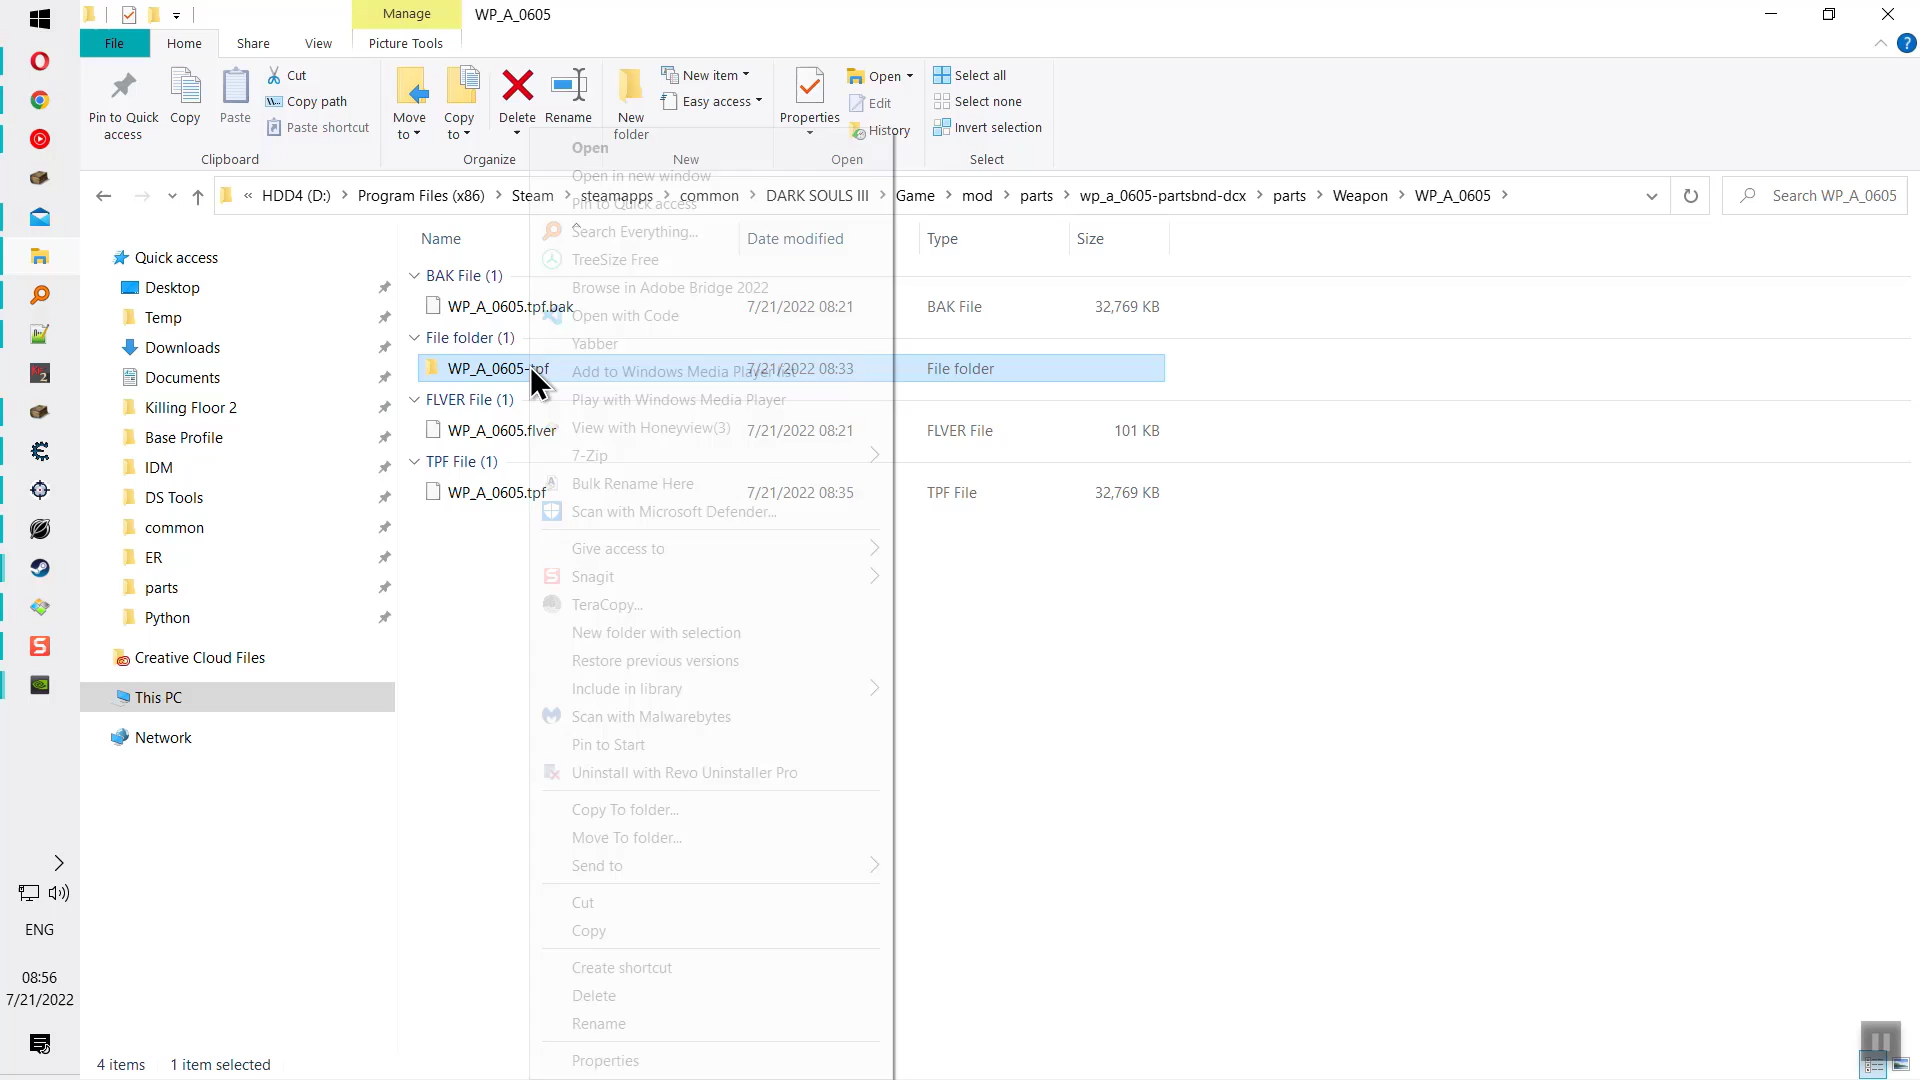 Manage
WP_A_0605
File
Home
Share
View
Picture Tools
Pin to Quick access
Copy
Paste
Cut
Copy path
Paste shortcut
Clipboard
Move to
Copy to
Delete
Rename
Organize
New folder
New item
Easy access
New
Properties
Open
Edit
History
Open
Select all
Select none
Invert selection
Select
« HDD4 (D:) Program Files (x86) Steam steamapps common DARK SOULS III Game mod parts wp_a_0605-partsbnd-dcx parts Weapon WP_A_0605
Search WP_A_0605
Quick access
Desktop
Temp
Downloads
Documents
Killing Floor 2
Base Profile
IDM
DS Tools
common
ER
parts
Python
Creative Cloud Files
This PC
Network
Name Date modified Type Size
BAK File (1)
WP_A_0605.tpf.bak 7/21/2022 08:21 BAK File 32,769 KB
File folder (1)
WP_A_0605-tpf 7/21/2022 08:33 File folder
FLVER File (1)
WP_A_0605.flver 7/21/2022 08:21 FLVER File 101 KB
TPF File (1)
WP_A_0605.tpf 7/21/2022 08:35 TPF File 32,769 KB
Open
Open in new window
Pin to Quick access
Search Everything...
TreeSize Free
Browse in Adobe Bridge 2022
Open with Code
Yabber
Add to Windows Media Player list
Play with Windows Media Player
View with Honeyview(3)
7-Zip
Bulk Rename Here
Scan with Microsoft Defender...
Give access to
Snagit
TeraCopy...
New folder with selection
Restore previous versions
Include in library
Scan with Malwarebytes
Pin to Start
Uninstall with Revo Uninstaller Pro
Copy To folder...
Move To folder...
Send to
Cut
Copy
Create shortcut
Delete
Rename
Properties
ENG
08:56
7/21/2022
4 items 1 item selected